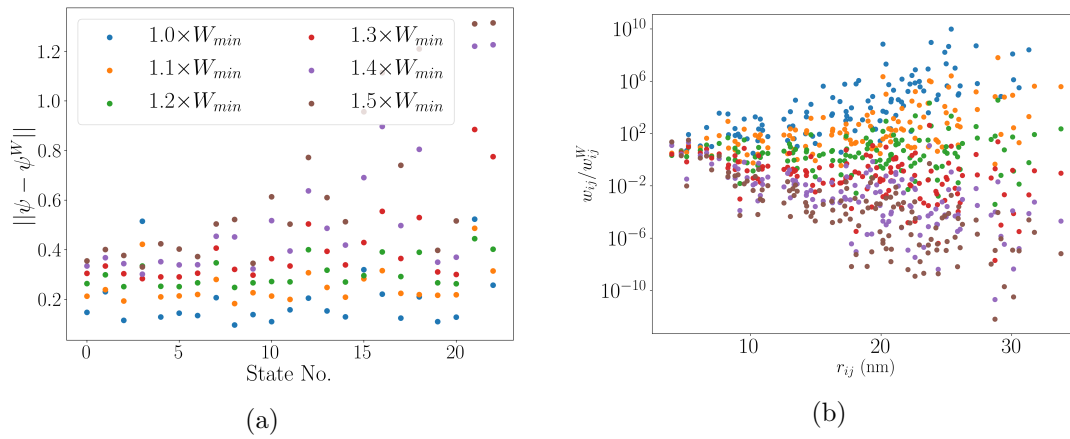 1.0×W_min 1.3×W_min
1.1×W_min 1.4×W_min
1.2×W_min 1.5×W_min
||ψ − ψ^W||
1.2
1.0
0.8
0.6
0.4
0.2
0 5 10 15 20
State No.
(a)
w_ij/w_ij^W
10^10
10^6
10^2
10^−2
10^−6
10^−10
10 20 30
r_ij (nm)
(b)